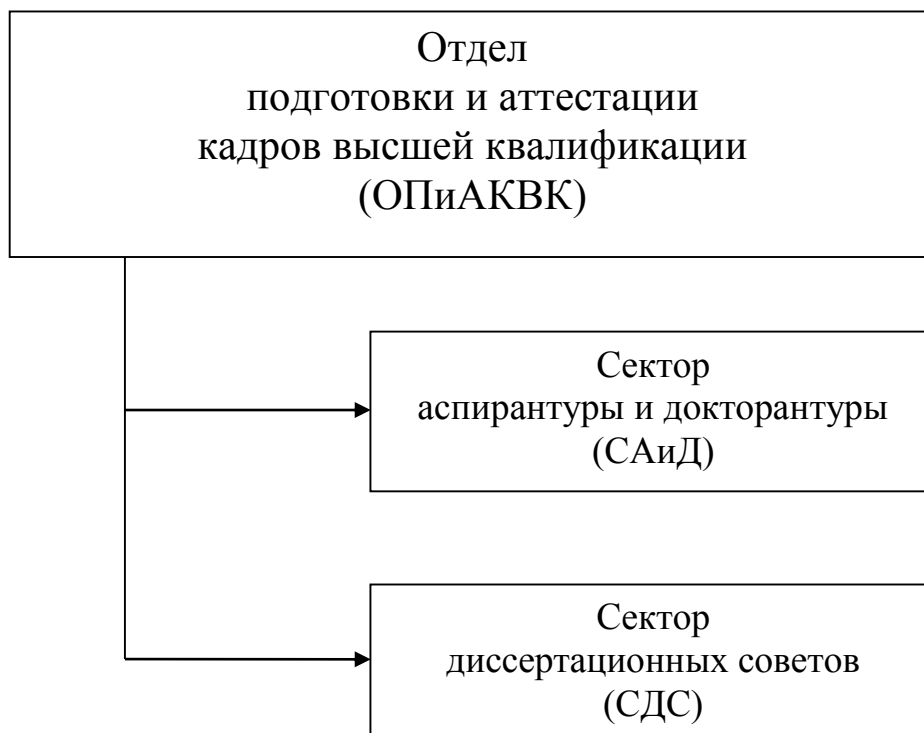 Отдел
подготовки и аттестации
кадров высшей квалификации
(ОПиАКВК)
Сектор
аспирантуры и докторантуры
(САиД)
Сектор
диссертационных советов
(СДС)